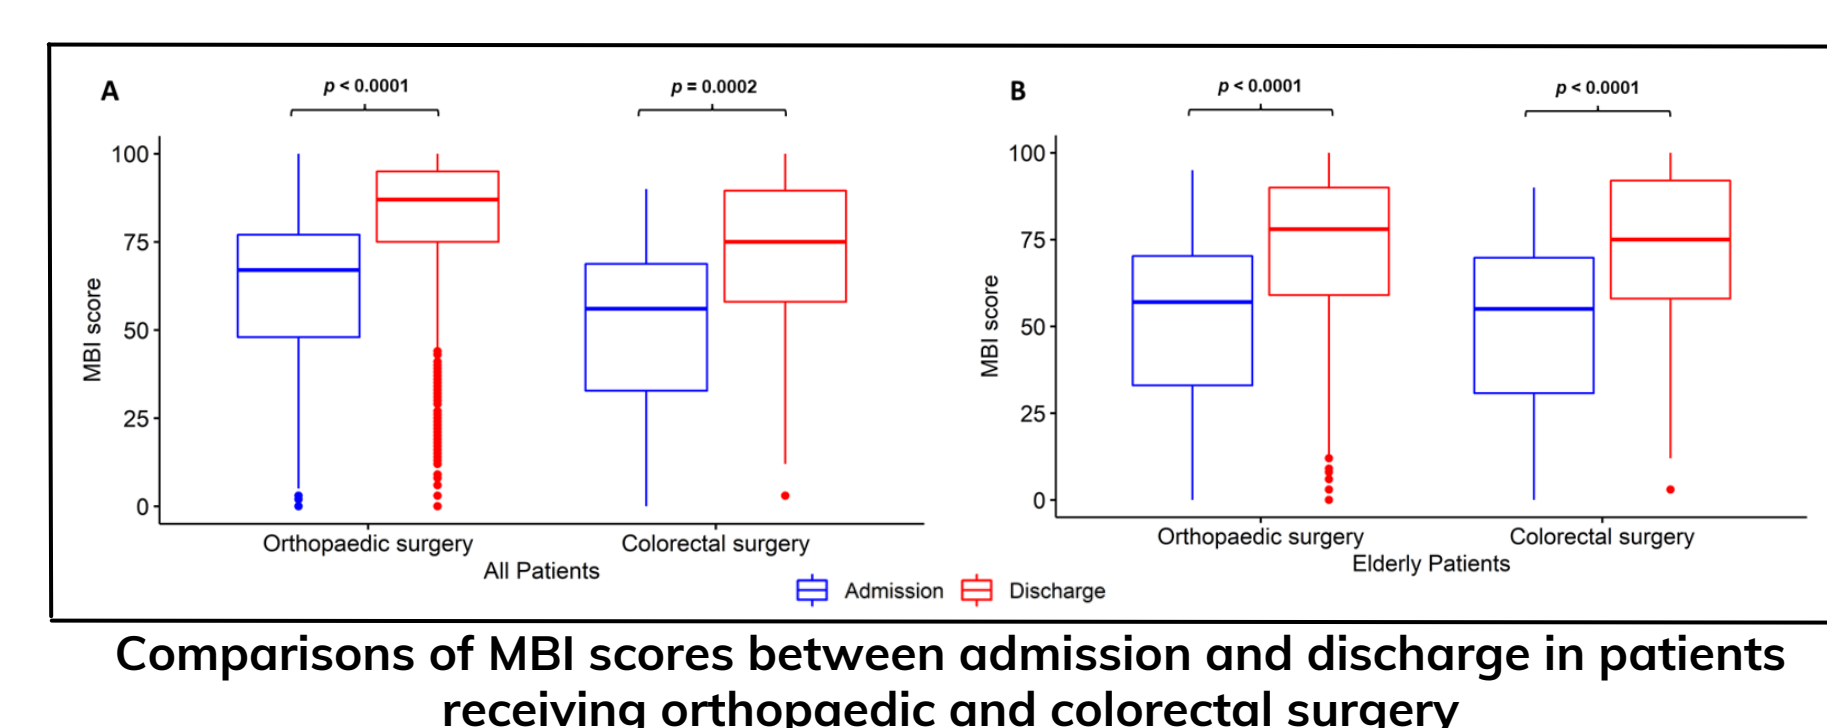 A
p < 0.0001
p = 0.0002
100
75
50
25
0
MBI score
Orthopaedic surgery
Colorectal surgery
All Patients
B
p < 0.0001
p < 0.0001
100
75
50
25
0
MBI score
Orthopaedic surgery
Colorectal surgery
Elderly Patients
Admission
Discharge
Comparisons of MBI scores between admission and discharge in patients
receiving orthopaedic and colorectal surgery